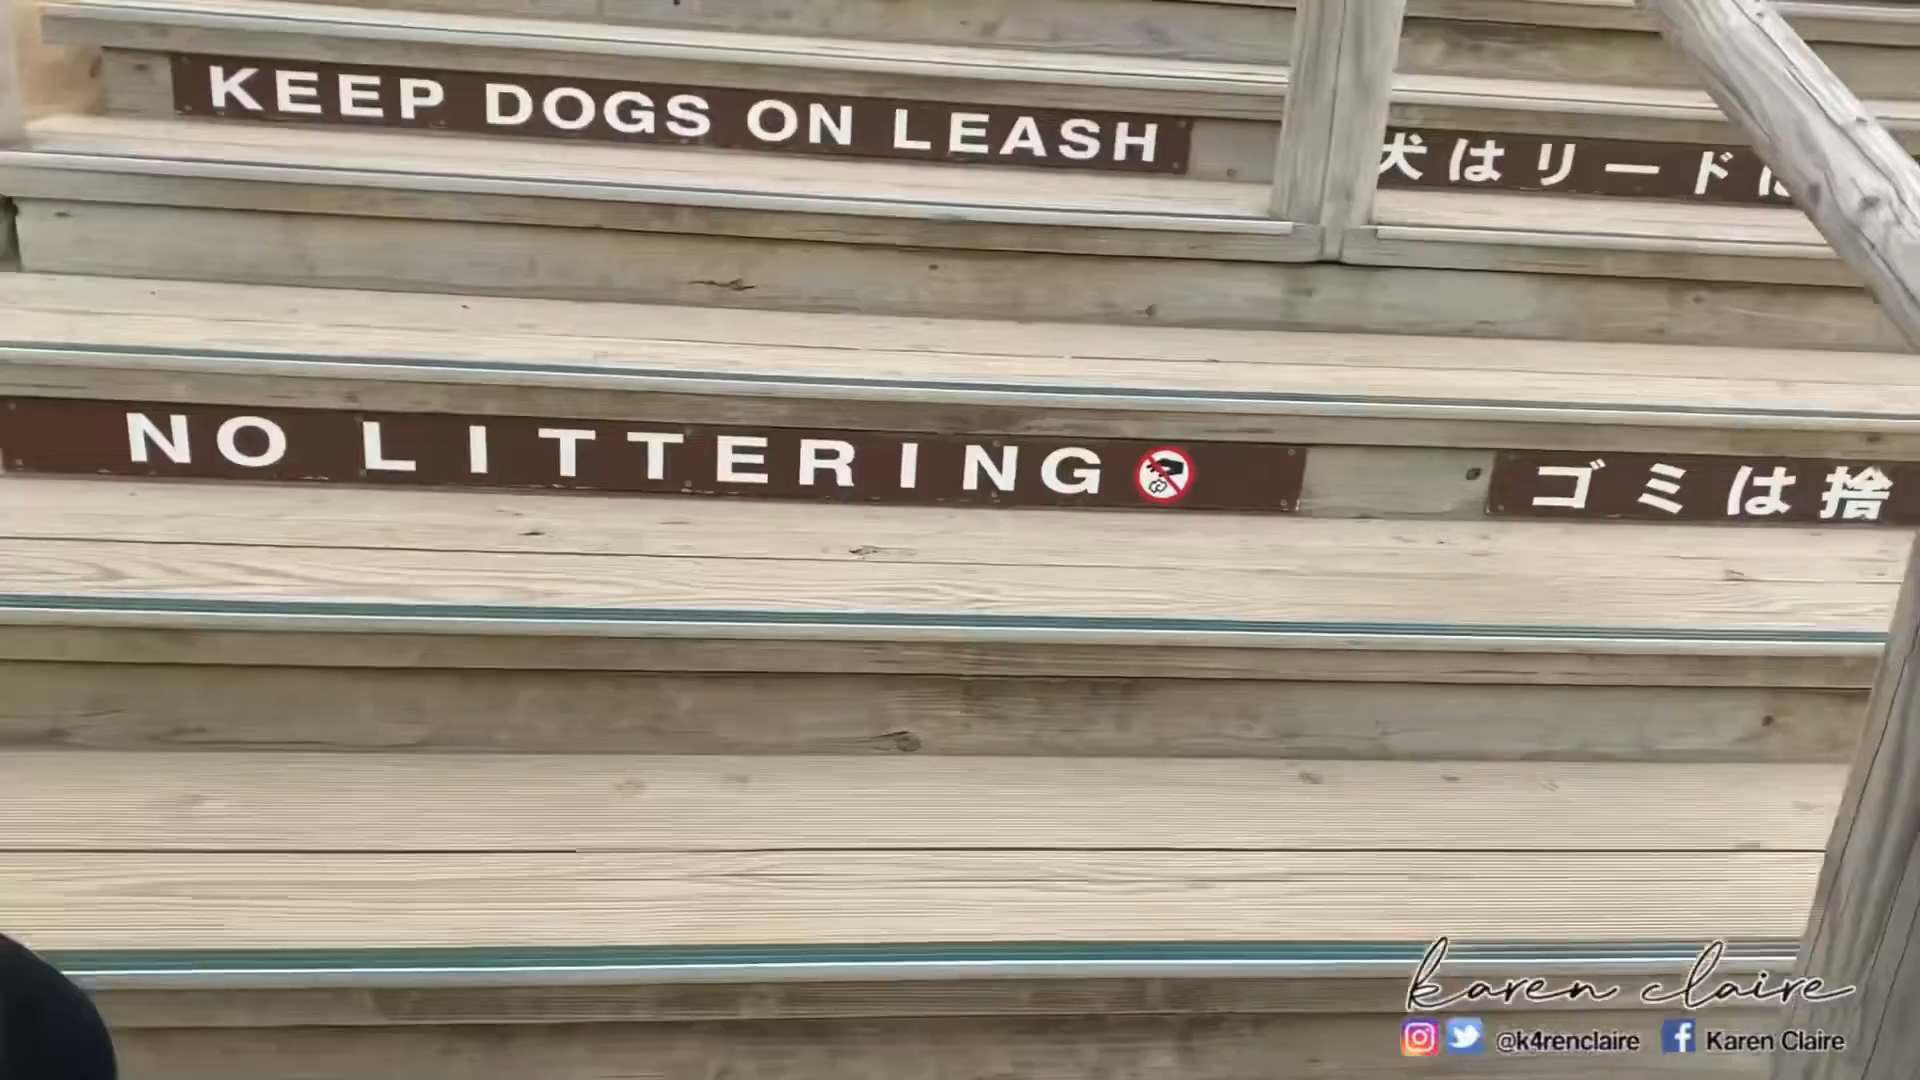 KEEP DOGS ON LEASH
犬はリード
NO LITTERING
ゴミは捨
karen claire
@k4renclaire Karen Claire